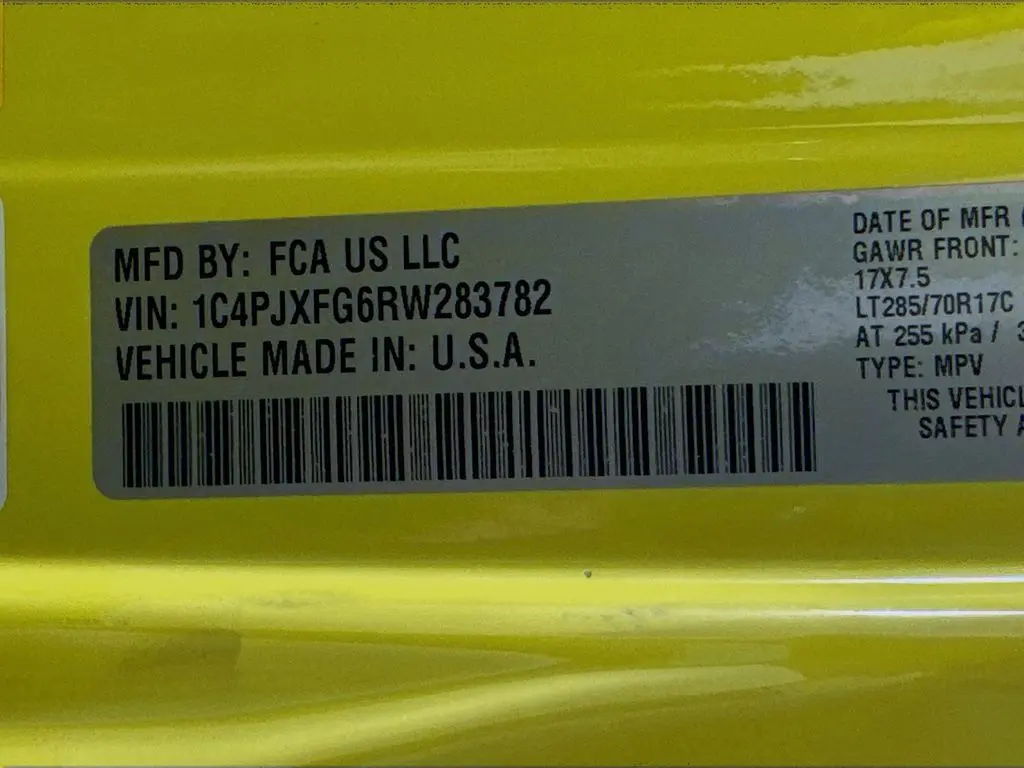 MFD BY: FCA US LLC
VIN: 1C4PJXFG6RW283782
VEHICLE MADE IN: U.S.A.
DATE OF MFR
GAWR FRONT:
17X7.5
LT285/70R17C
AT 255 kPa /
TYPE: MPV
THIS
SAFETY